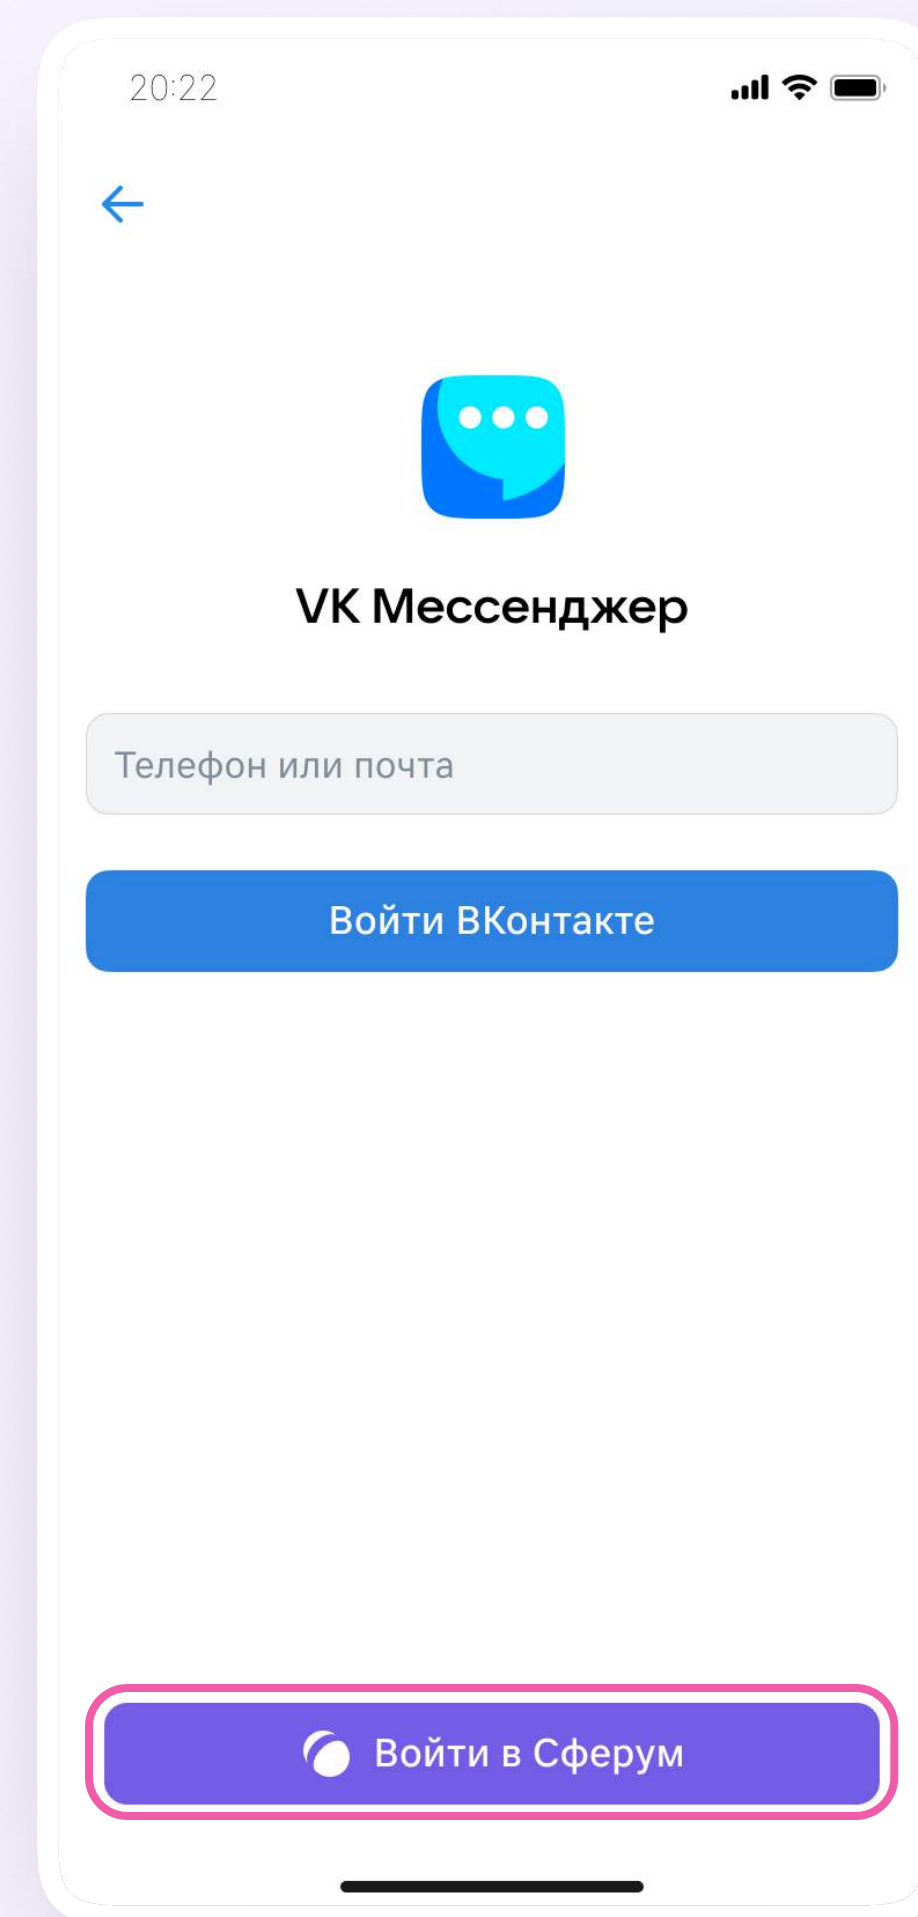 20:22
VK Мессенджер
Телефон или почта
Войти ВКонтакте
Войти в Сферум